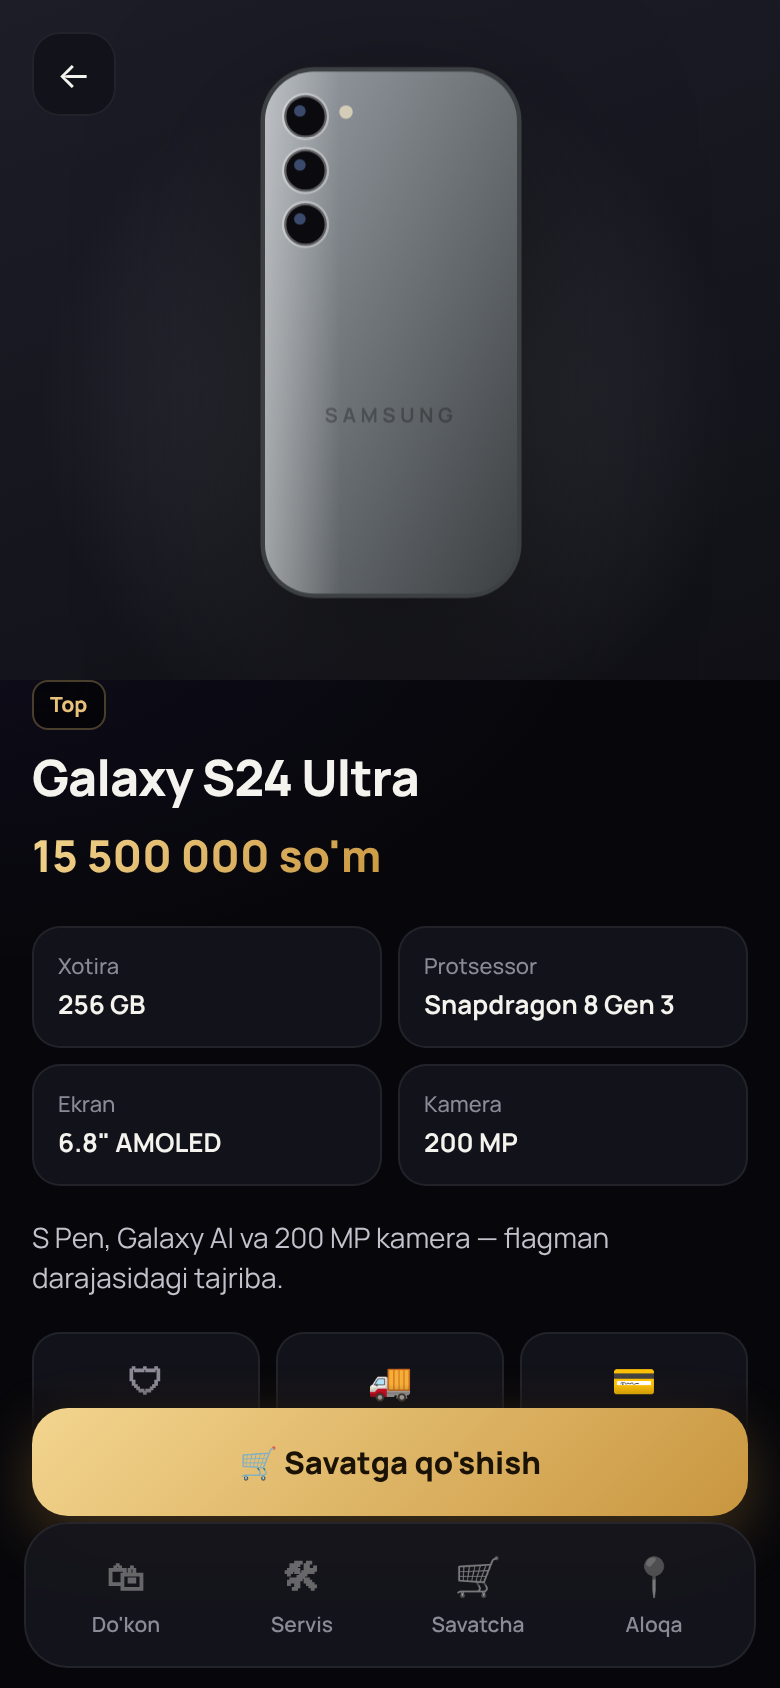 SAMSUNG
Top
Galaxy S24 Ultra
15 500 000 so'm
Xotira
256 GB
Protsessor
Snapdragon 8 Gen 3
Ekran
6.8" AMOLED
Kamera
200 MP
S Pen, Galaxy AI va 200 MP kamera — flagman
darajasidagi tajriba.
Savatga qo'shish
Do'kon
Servis
Savatcha
Aloqa